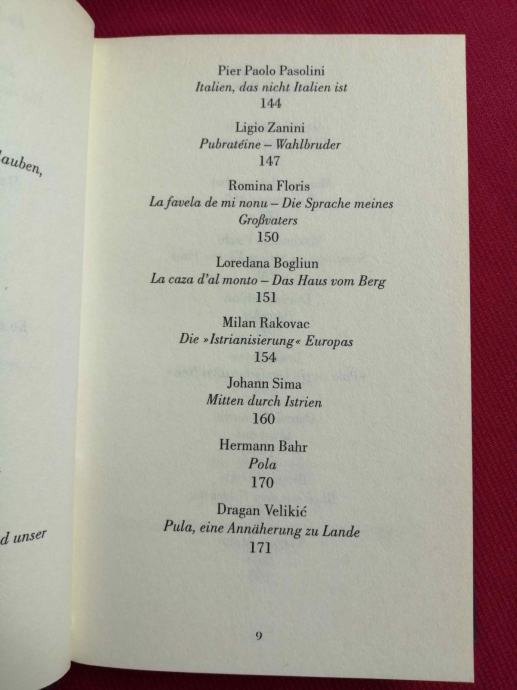 lauben,
d unser
Pier Paolo Pasolini
Italien, das nicht Italien ist
144
Ligio Zanini
Pubratéine – Wahlbruder
147
Romina Floris
La favela de mi nonu – Die Sprache meines
Großvaters
150
Loredana Bogliun
La caza d'al monto – Das Haus vom Berg
151
Milan Rakovac
Die »Istrianisierung« Europas
154
Johann Sima
Mitten durch Istrien
160
Hermann Bahr
Pola
170
Dragan Velikić
Pula, eine Annäherung zu Lande
171
9